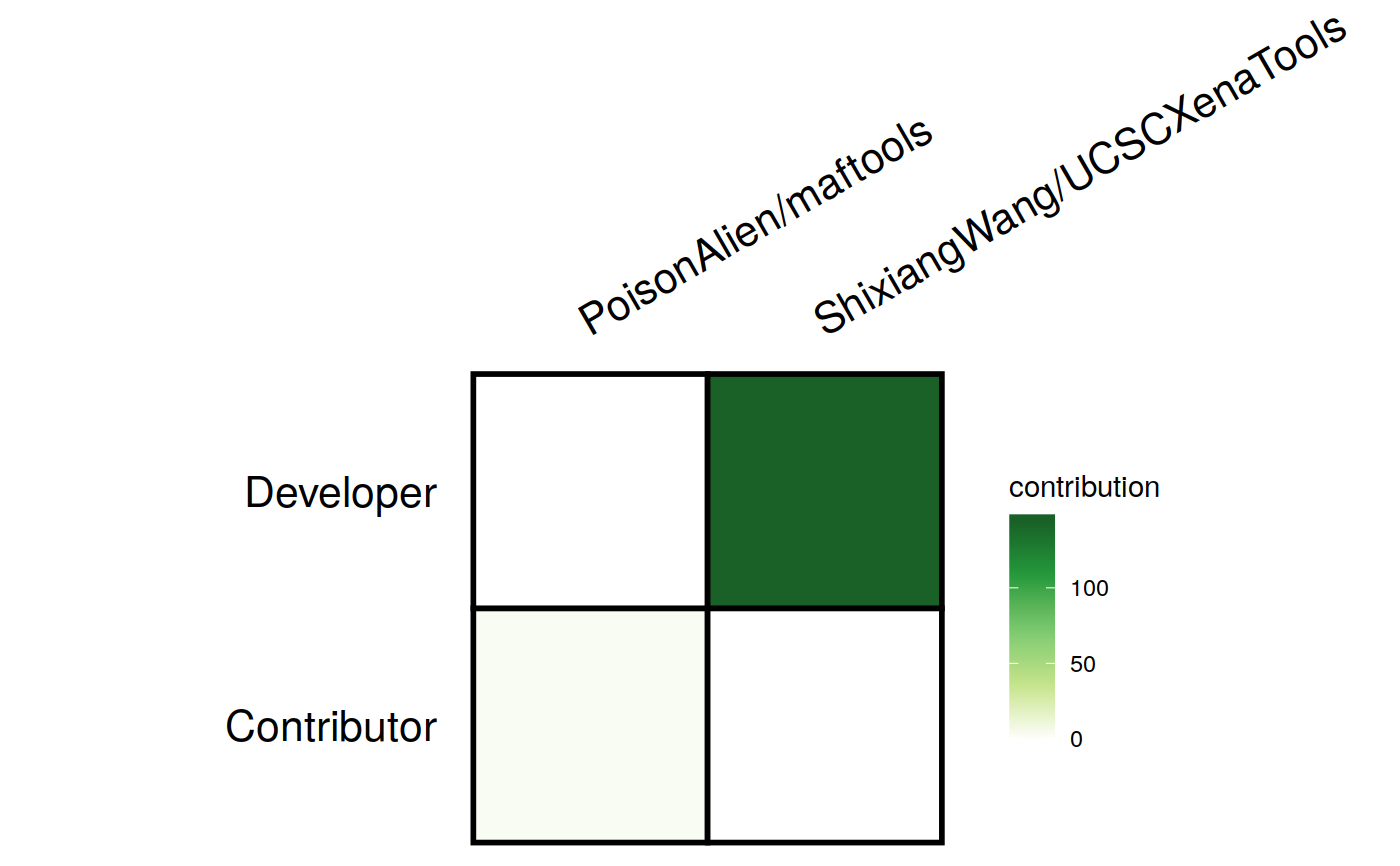 PoisonAlien/maftools
ShixiangWang/UCSCXenaTools
Developer
Contributor
contribution
100
50
0